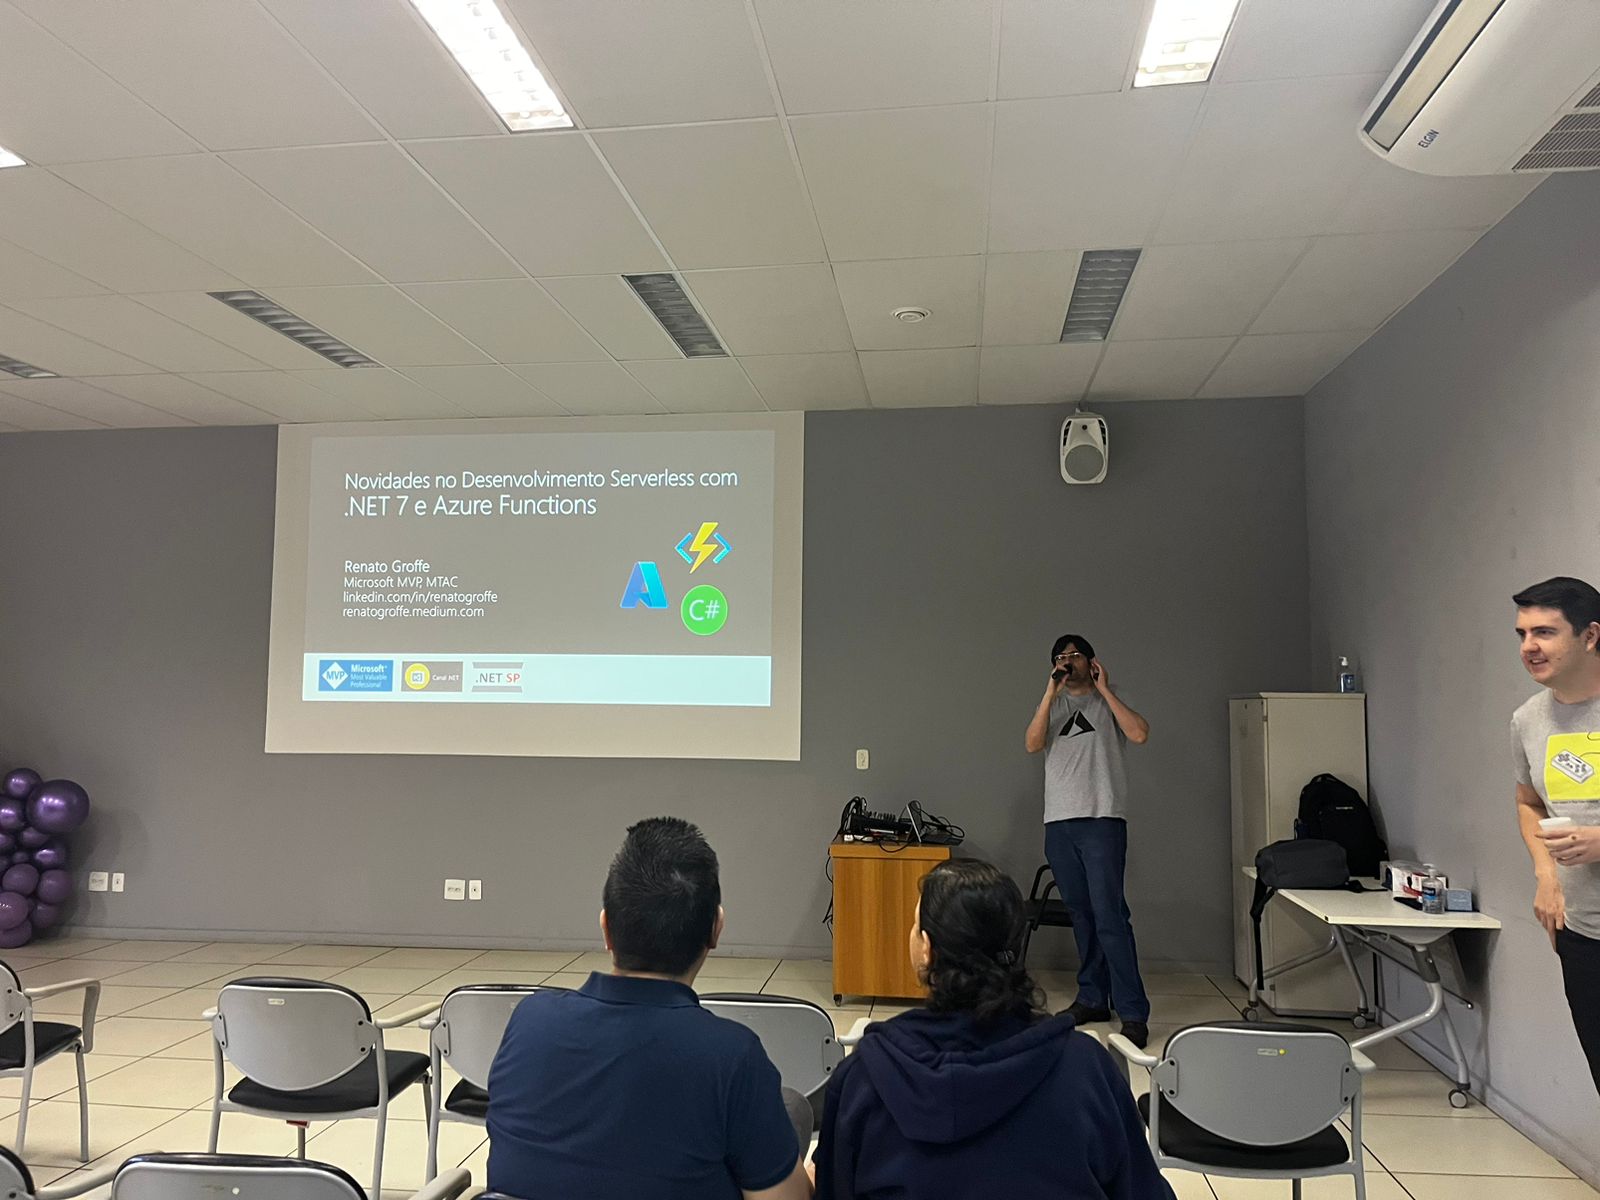 ELGIN
Novidades no Desenvolvimento Serverless com
.NET 7 e Azure Functions
Renato Groffe
Microsoft MVP, MTAC
linkedin.com/in/renatogroffe
renatogroffe.medium.com
C#
MVP
Microsoft
Most Valuable
Professional
Canal .NET
.NET SP